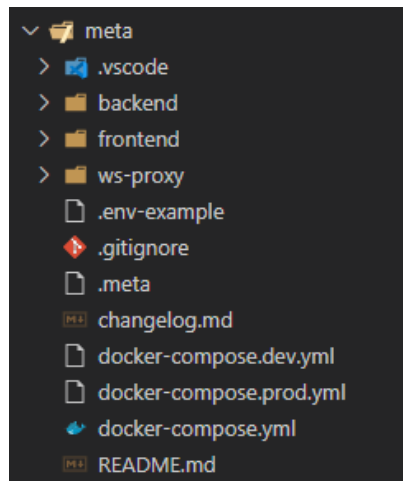 meta
.vscode
backend
frontend
ws-proxy
.env-example
.gitignore
.meta
changelog.md
docker-compose.dev.yml
docker-compose.prod.yml
docker-compose.yml
README.md